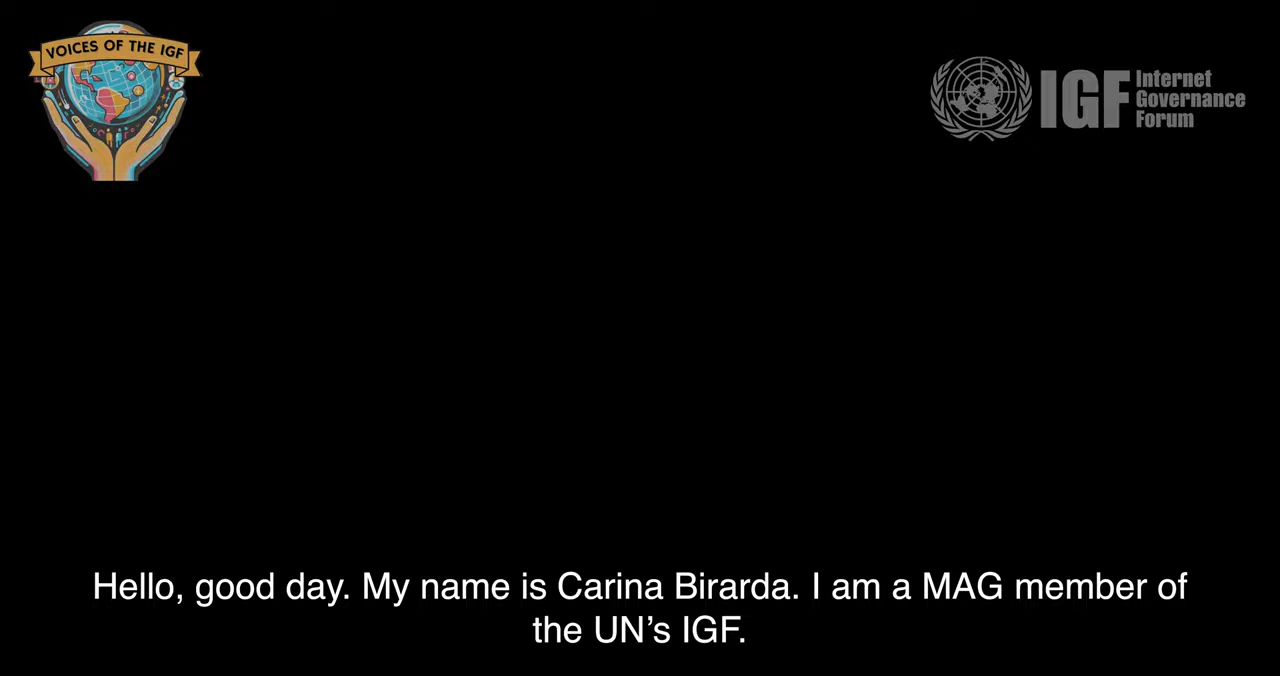 VOICES OF THE IGF
IGF Internet
Governance
Forum
Hello, good day. My name is Carina Birarda. I am a MAG member of
the UN’s IGF.